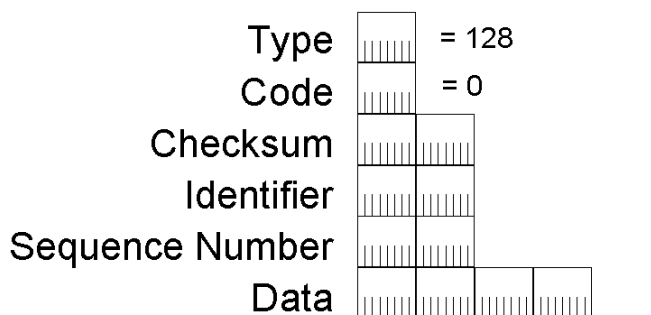 Type = 128
Code = 0
Checksum
Identifier
Sequence Number
Data